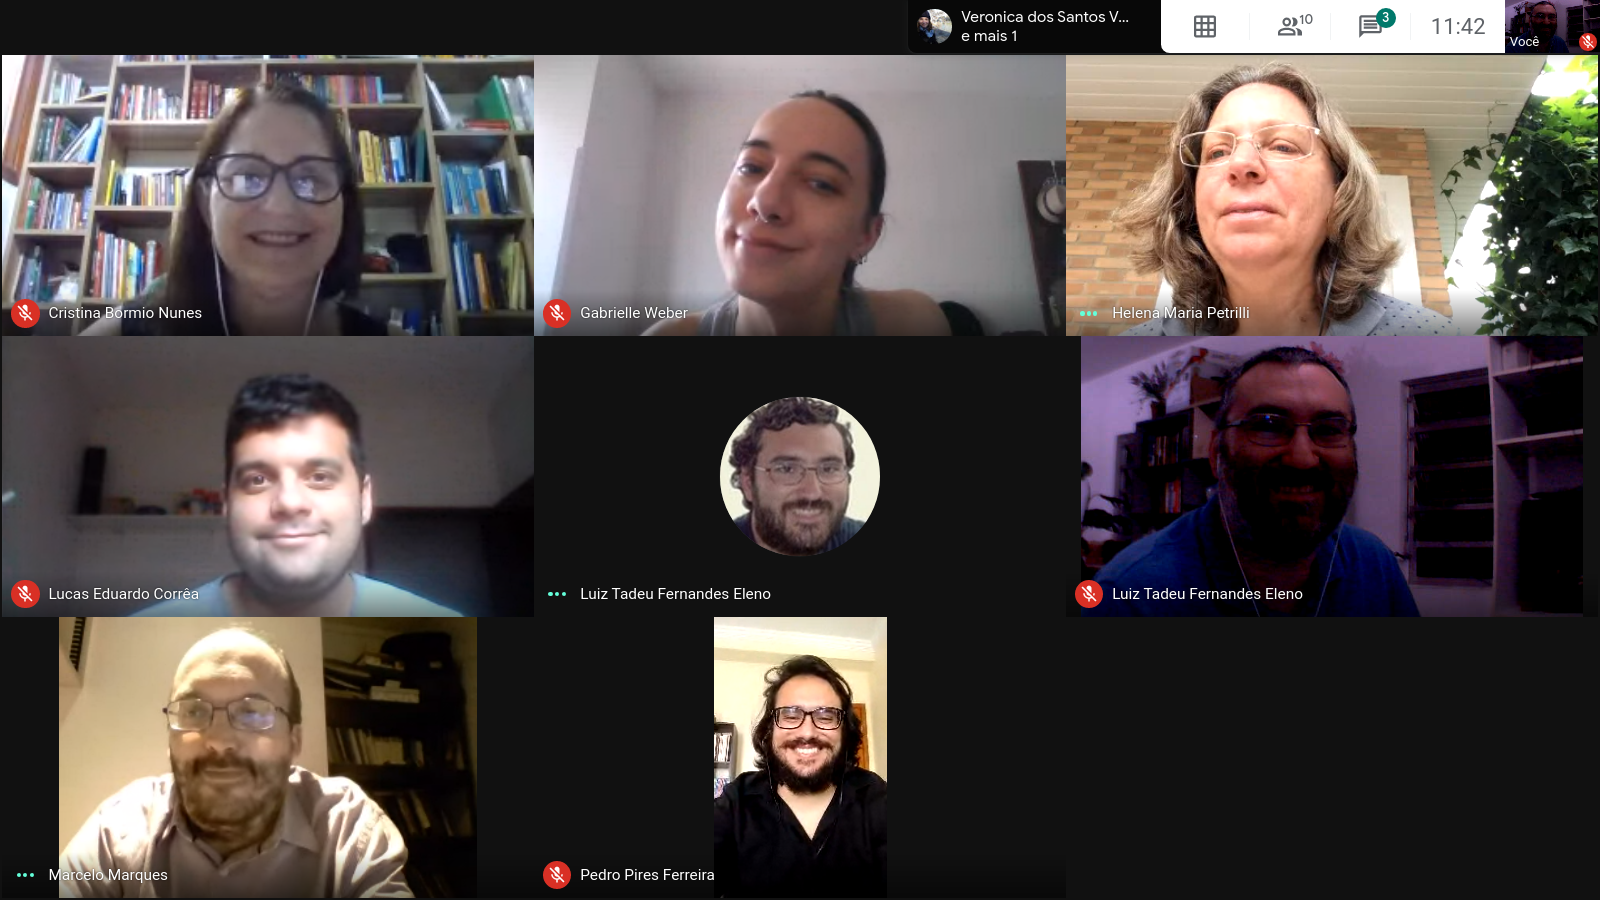 Veronica dos Santos V...
e mais 1
10
3
11:42
Você
Cristina Bormio Nunes
Gabrielle Weber
Helena Maria Petrilli
Lucas Eduardo Corrêa
Luiz Tadeu Fernandes Eleno
Luiz Tadeu Fernandes Eleno
Marcelo Marques
Pedro Pires Ferreira